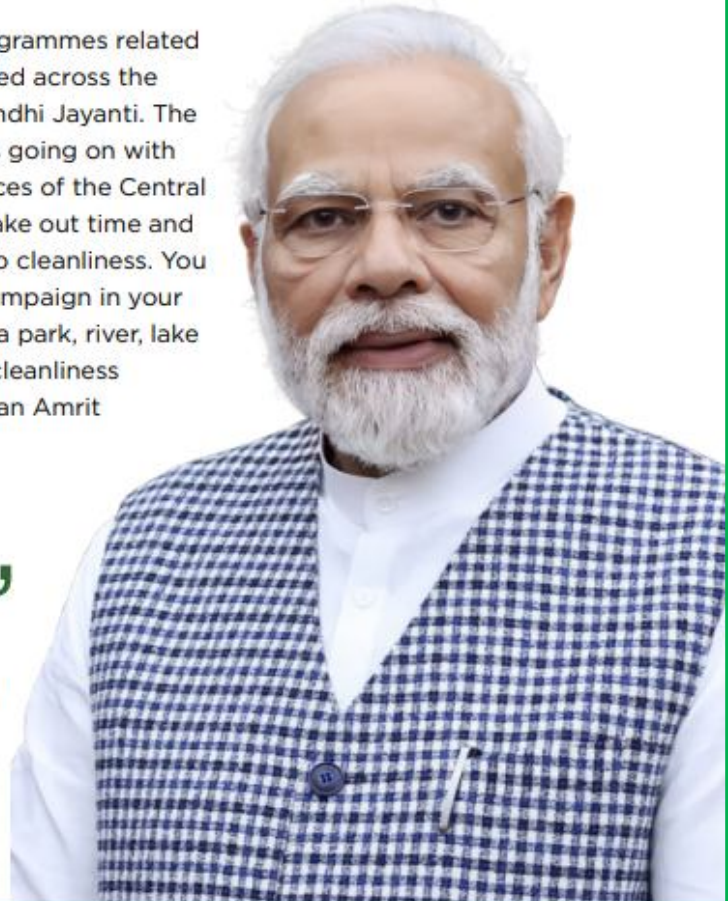 grammes related
ed across the
ndhi Jayanti. The
going on with
ces of the Central
ake out time and
cleanliness. You
mpaign in your
a park, river, lake
cleanliness
an Amrit
”